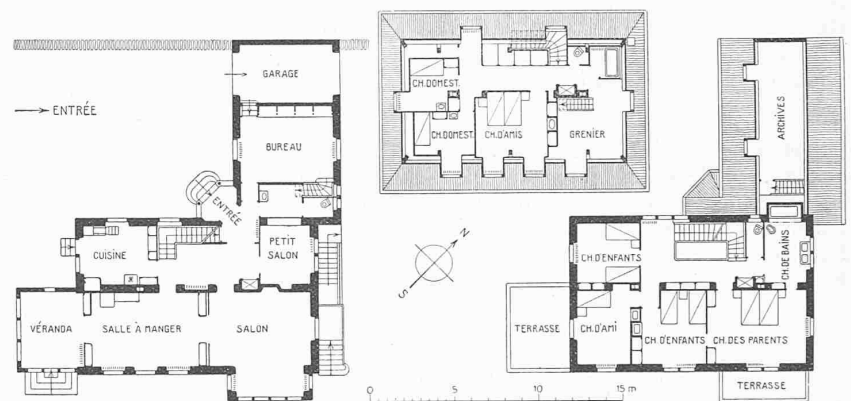 GARAGE
ENTRÉE
BUREAU
ENTRÉE
CUISINE
PETIT
SALON
VÉRANDA
SALLE À MANGER
SALON
CH. DOMEST.
CH. DOMEST.
CH. D'AMIS
GRENIER
N
S
ARCHIVES
CH. D'ENFANTS
CH. DE BAINS
TERRASSE
CH. D'AMI
CH. D'ENFANTS
CH. DES PARENTS
TERRASSE
0 5 10 15 m